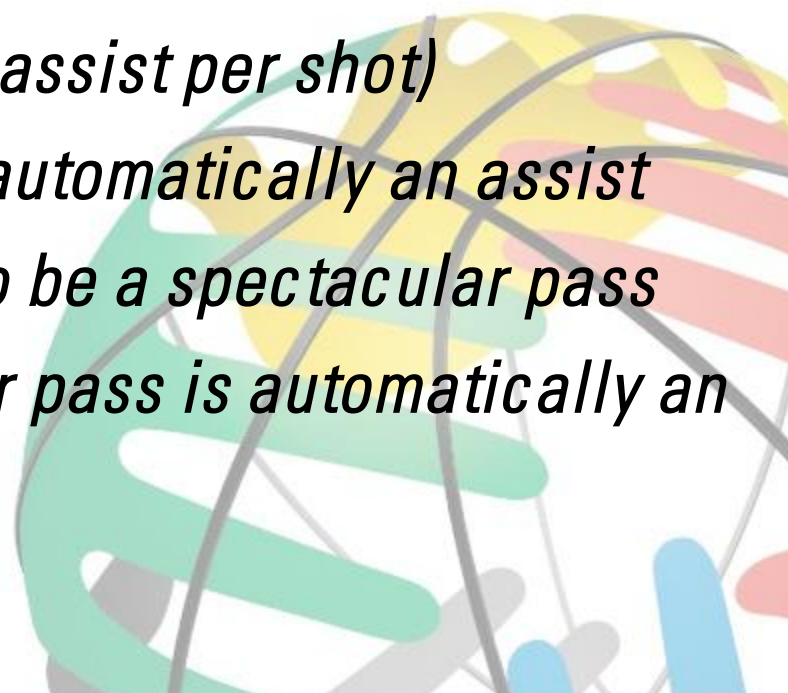 assist per shot)
automatically an assist
be a spectacular pass
pass is automatically an